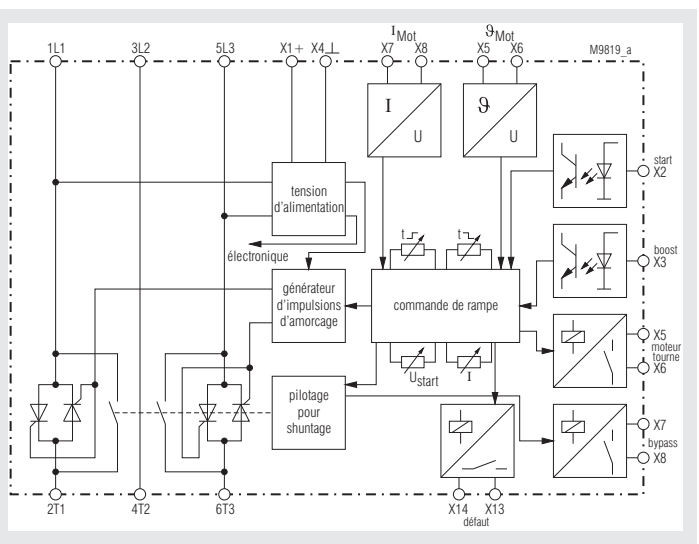 I Mot
ϑ Mot
1L1 3L2 5L3 X1+ X4⊥ X7 X8 X5 X6 M9819_a
I
U
ϑ
U
start
X2
tension
d'alimentation
électronique
boost
X3
t t
générateur
d'impulsions
d'amorcage
commande de rampe
X5
moteur
tourne
X6
Ustart I
pilotage
pour
shuntage
X7
bypass
X8
2T1 4T2 6T3 X14 X13
défaut